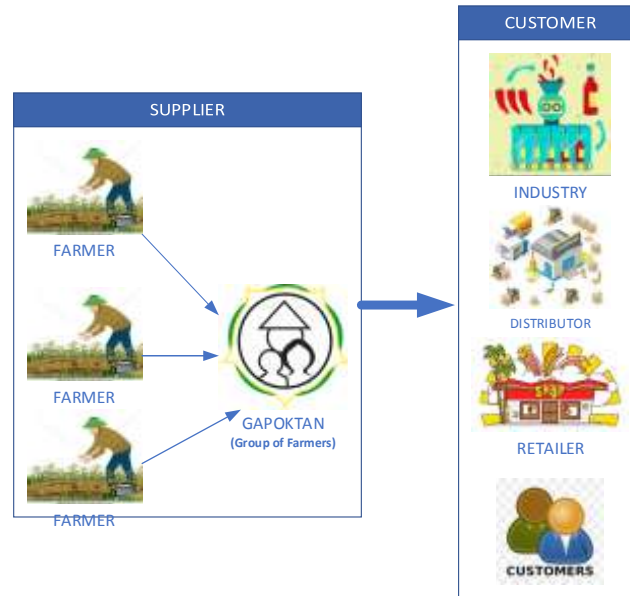 SUPPLIER
FARMER
FARMER
FARMER
GAPOKTAN
(Group of Farmers)
CUSTOMER
INDUSTRY
DISTRIBUTOR
RETAILER
CUSTOMERS